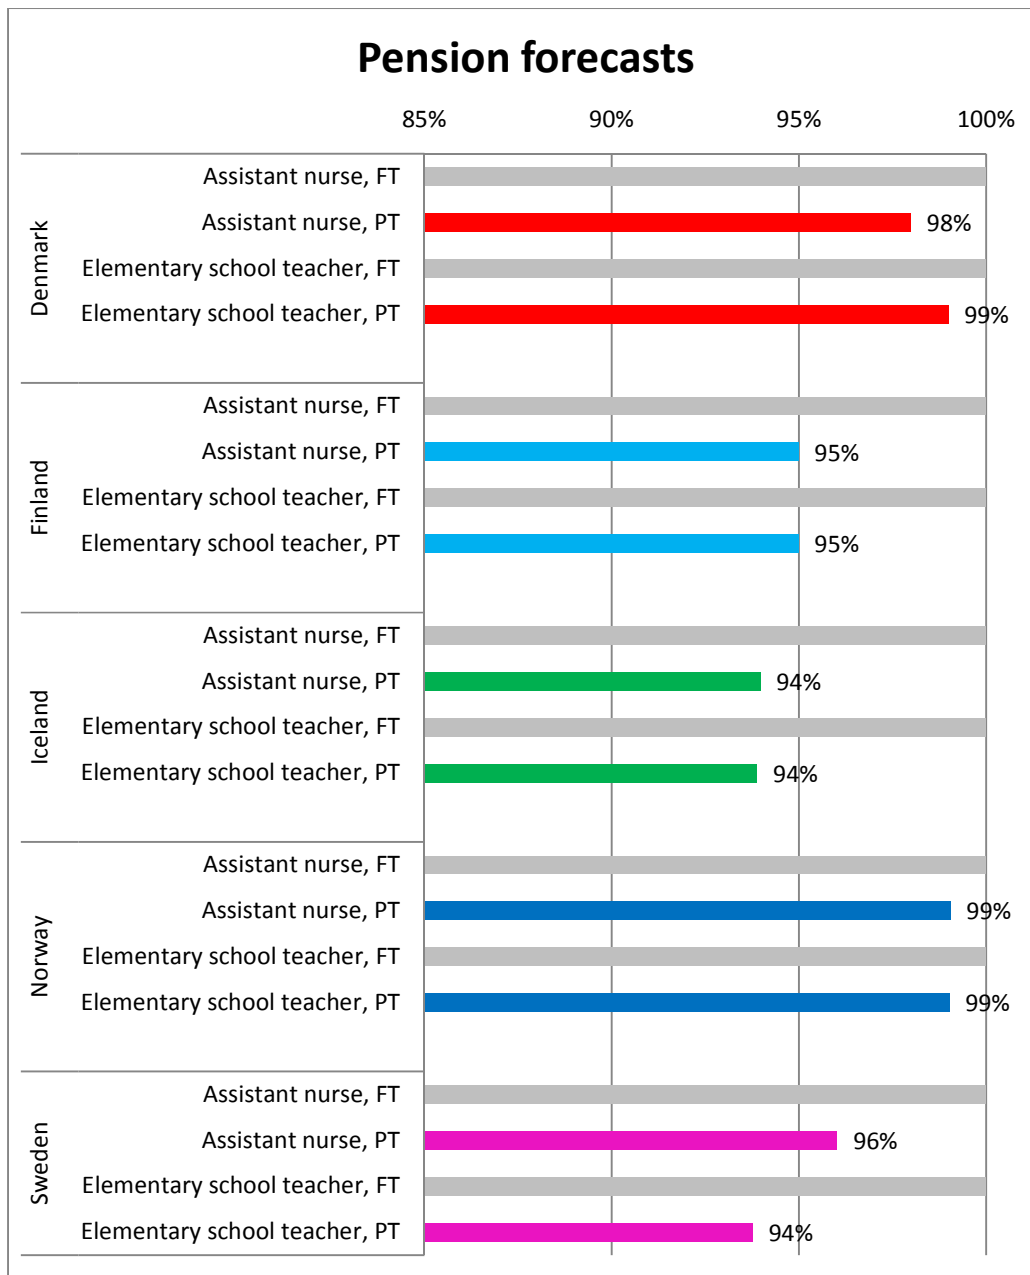 Pension forecasts
85% 90% 95% 100%
Denmark
Assistant nurse, FT
Assistant nurse, PT 98%
Elementary school teacher, FT
Elementary school teacher, PT 99%
Finland
Assistant nurse, FT
Assistant nurse, PT 95%
Elementary school teacher, FT
Elementary school teacher, PT 95%
Iceland
Assistant nurse, FT
Assistant nurse, PT 94%
Elementary school teacher, FT
Elementary school teacher, PT 94%
Norway
Assistant nurse, FT
Assistant nurse, PT 99%
Elementary school teacher, FT
Elementary school teacher, PT 99%
Sweden
Assistant nurse, FT
Assistant nurse, PT 96%
Elementary school teacher, FT
Elementary school teacher, PT 94%